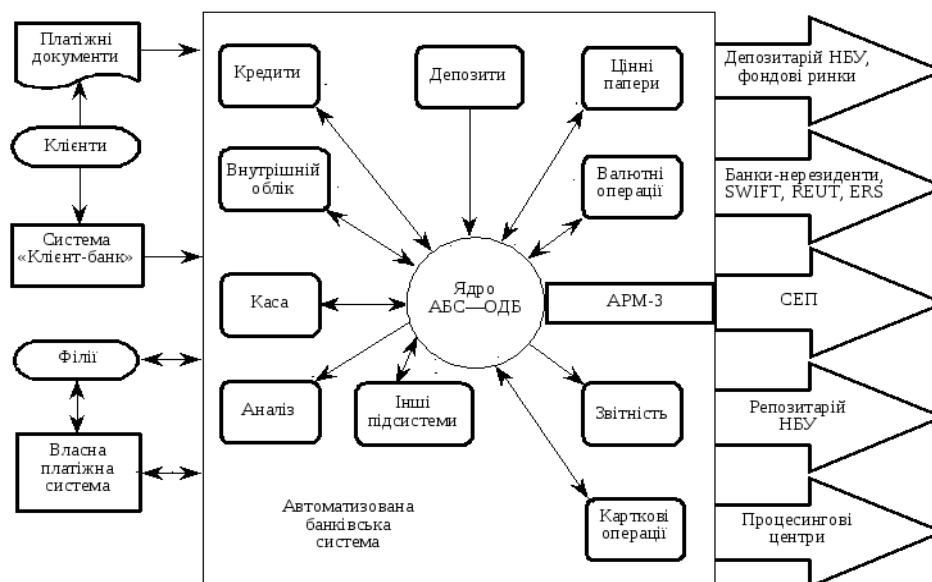 Платіжні
документи
Клієнти
Система
«Клієнт-банк»
Філії
Власна
платіжна
система
Кредити
Депозити
Цінні
папери
Внутрішній
облік
Валютні
операції
Каса
Ядро
АБС—ОДБ
АРМ-3
Аналіз
Інші
підсистеми
Звітність
Карткові
операції
Автоматизована
банківська
система
Депозитарій НБУ,
фондові ринки
Банки-нерезиденти,
SWIFT, REUT, ERS
СЕП
Репозитарій
НБУ
Процесингові
центри